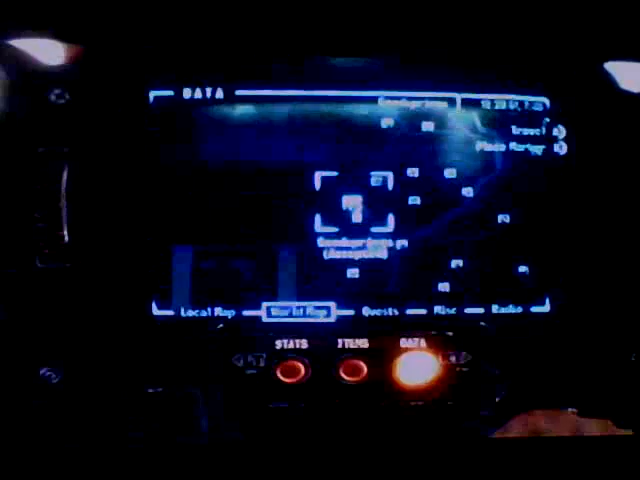 DATA
Goodsprings
Travel A)
Place Marker X)
Goodsprings
Local Map World Map Quests Misc Radio
STATS ITEMS DATA